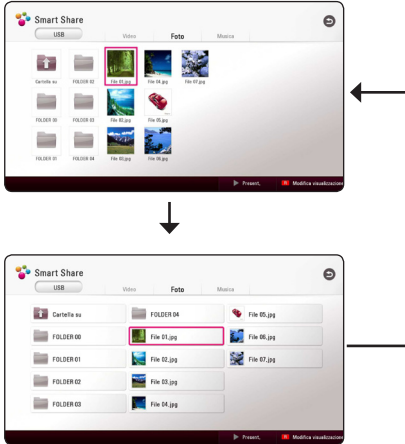 Smart Share
USB
Video Foto Musica
Cartella su FOLDER 02 File 01.jpg File 04.jpg File 07.jpg
FOLDER 00 FOLDER 03 File 02.jpg File 05.jpg
FOLDER 01 FOLDER 04 File 03.jpg File 06.jpg
Present. R Modifica visualizzazione
Smart Share
USB
Video Foto Musica
Cartella su FOLDER 04 File 05.jpg
FOLDER 00 File 01.jpg File 06.jpg
FOLDER 01 File 02.jpg File 07.jpg
FOLDER 02 File 03.jpg
FOLDER 03 File 04.jpg
Present. R Modifica visualizzazione